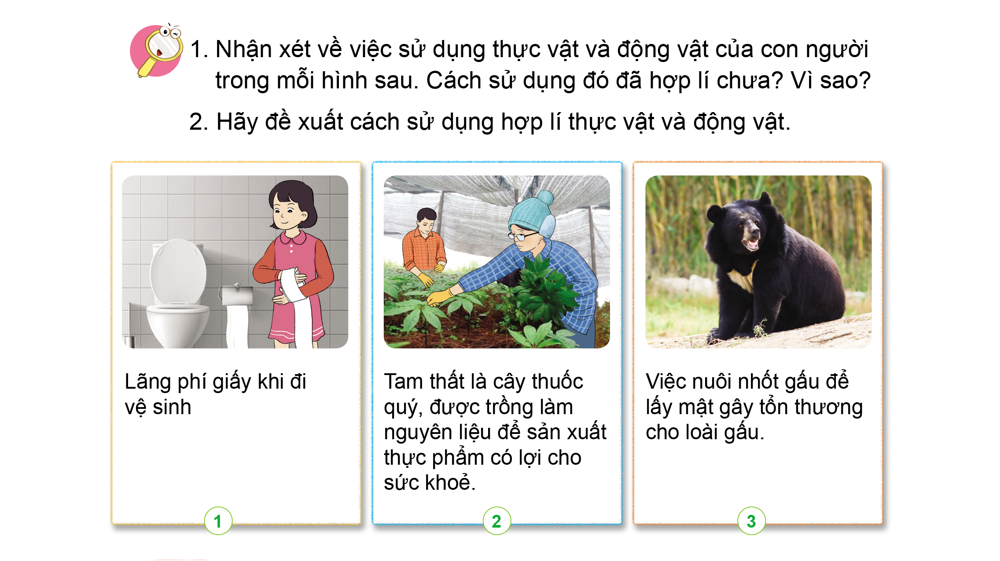 1. Nhận xét về việc sử dụng thực vật và động vật của con người
trong mỗi hình sau. Cách sử dụng đó đã hợp lí chưa? Vì sao?
2. Hãy đề xuất cách sử dụng hợp lí thực vật và động vật.
Lãng phí giấy khi đi
vệ sinh
1
Tam thất là cây thuốc
quý, được trồng làm
nguyên liệu để sản xuất
thực phẩm có lợi cho
sức khoẻ.
2
Việc nuôi nhốt gấu để
lấy mật gây tổn thương
cho loài gấu.
3